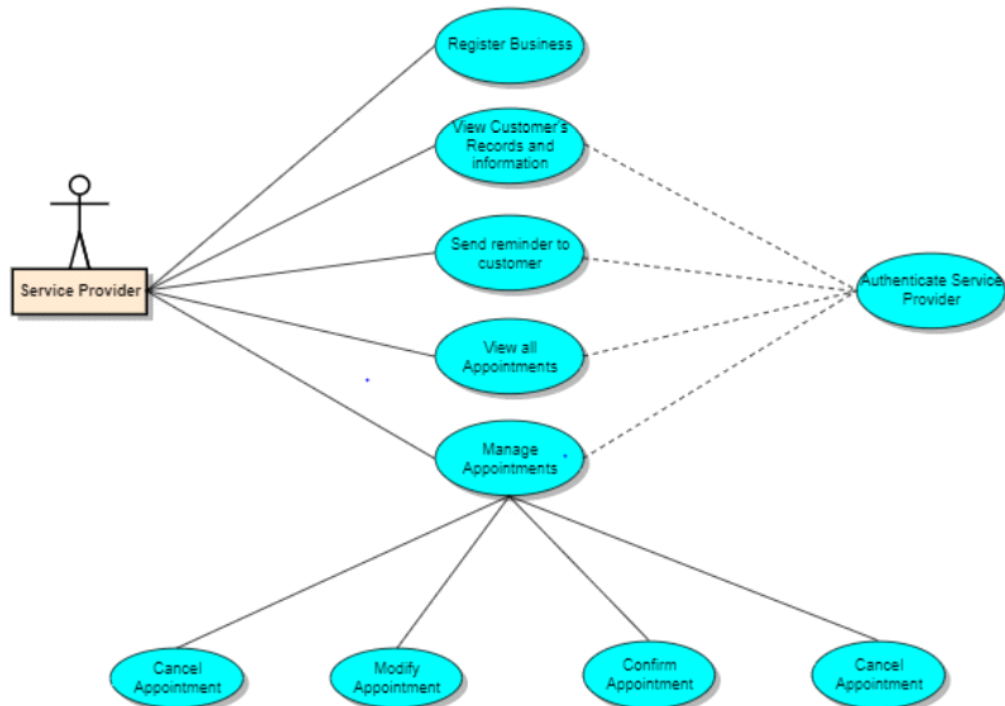 Register Business
View Customer's
Records and
information
Send reminder to
customer
Service Provider
Authenticate Service
Provider
View all
Appointments
Manage
Appointments
Cancel
Appointment
Modify
Appointment
Confirm
Appointment
Cancel
Appointment